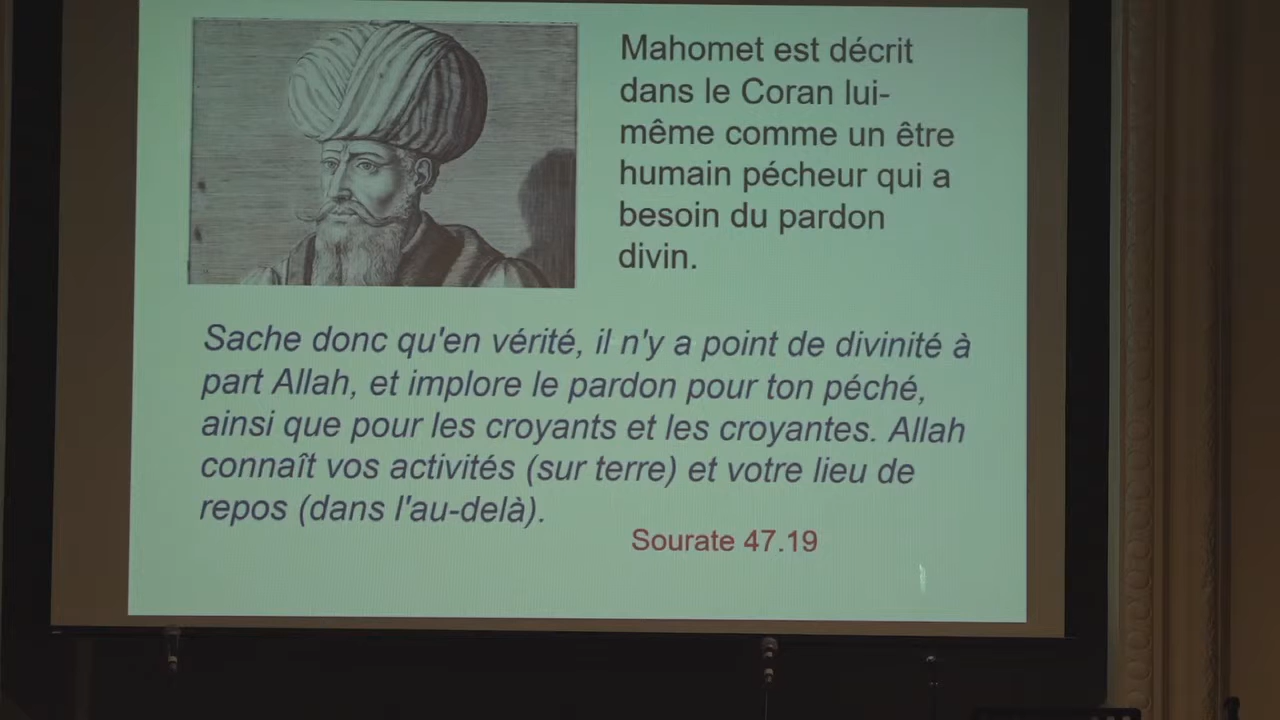 Mahomet est décrit
dans le Coran lui-
même comme un être
humain pécheur qui a
besoin du pardon
divin.
Sache donc qu'en vérité, il n'y a point de divinité à
part Allah, et implore le pardon pour ton péché,
ainsi que pour les croyants et les croyantes. Allah
connaît vos activités (sur terre) et votre lieu de
repos (dans l'au-delà).
Sourate 47.19